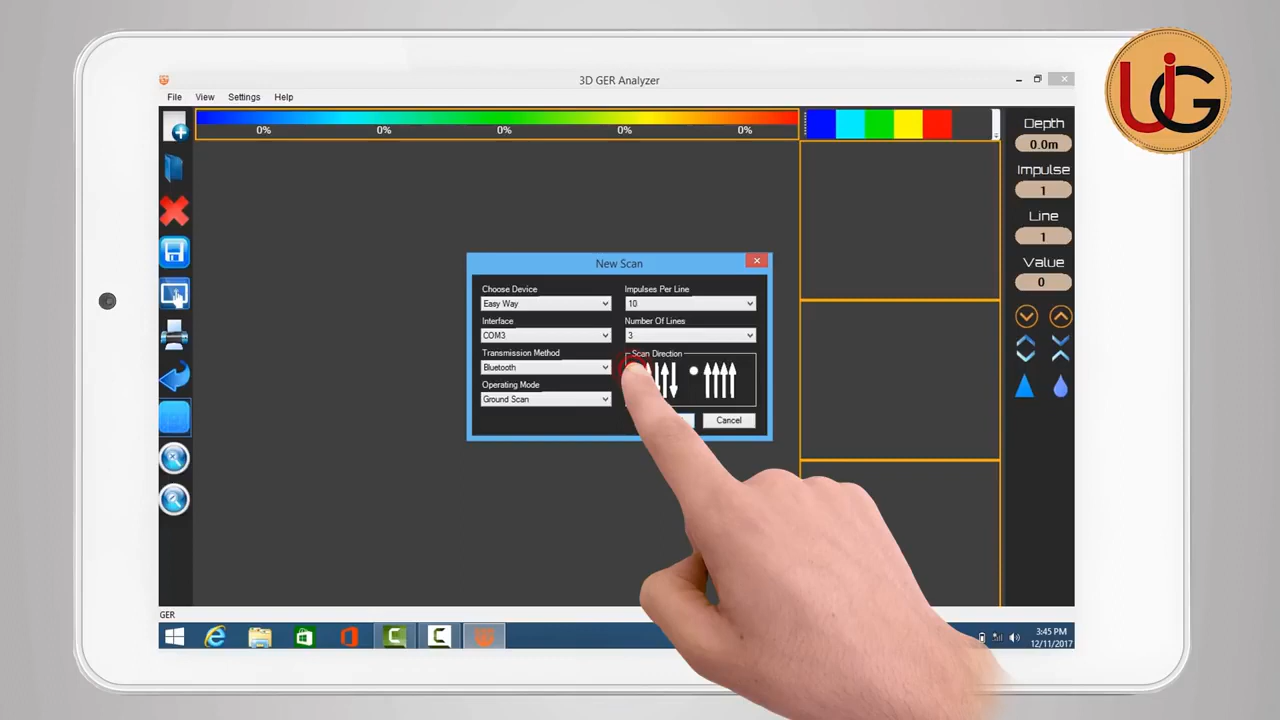 UiG
3D GER Analyzer
File View Settings Help
0% 0% 0% 0% 0%
Depth
0.0m
Impulse
1
Line
1
Value
0
New Scan
Choose Device
Easy Way
Interface
COM3
Transmission Method
Bluetooth
Operating Mode
Ground Scan
Impulses Per Line
10
Number Of Lines
3
Scan Direction
Cancel
GER
3:45 PM
12/11/2017